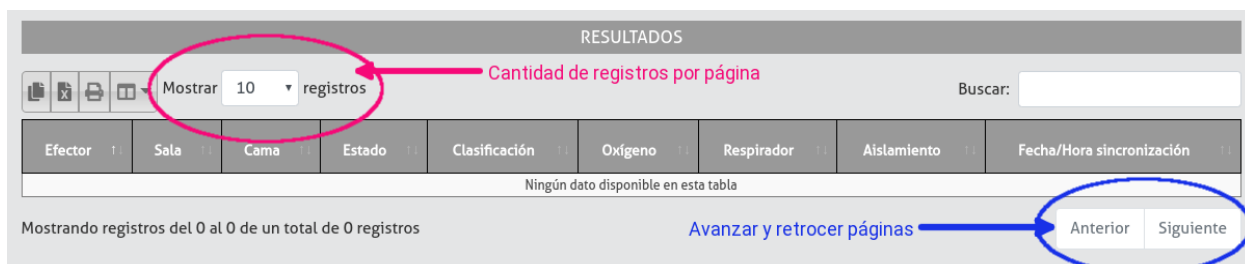 RESULTADOS
Mostrar 10 registros
Cantidad de registros por página
Buscar:
Efector Sala Cama Estado Clasificación Oxígeno Respirador Aislamiento Fecha/Hora sincronización
Ningún dato disponible en esta tabla
Mostrando registros del 0 al 0 de un total de 0 registros
Avanzar y retrocer páginas
Anterior Siguiente